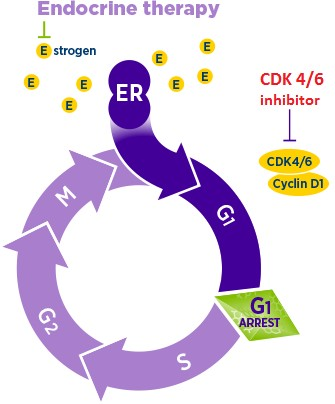 Endocrine therapy
E strogen
E
E
E
E
E
E
E
E
ER
CDK 4/6
inhibitor
CDK4/6
Cyclin D1
M
G1
G1
ARREST
G2
S